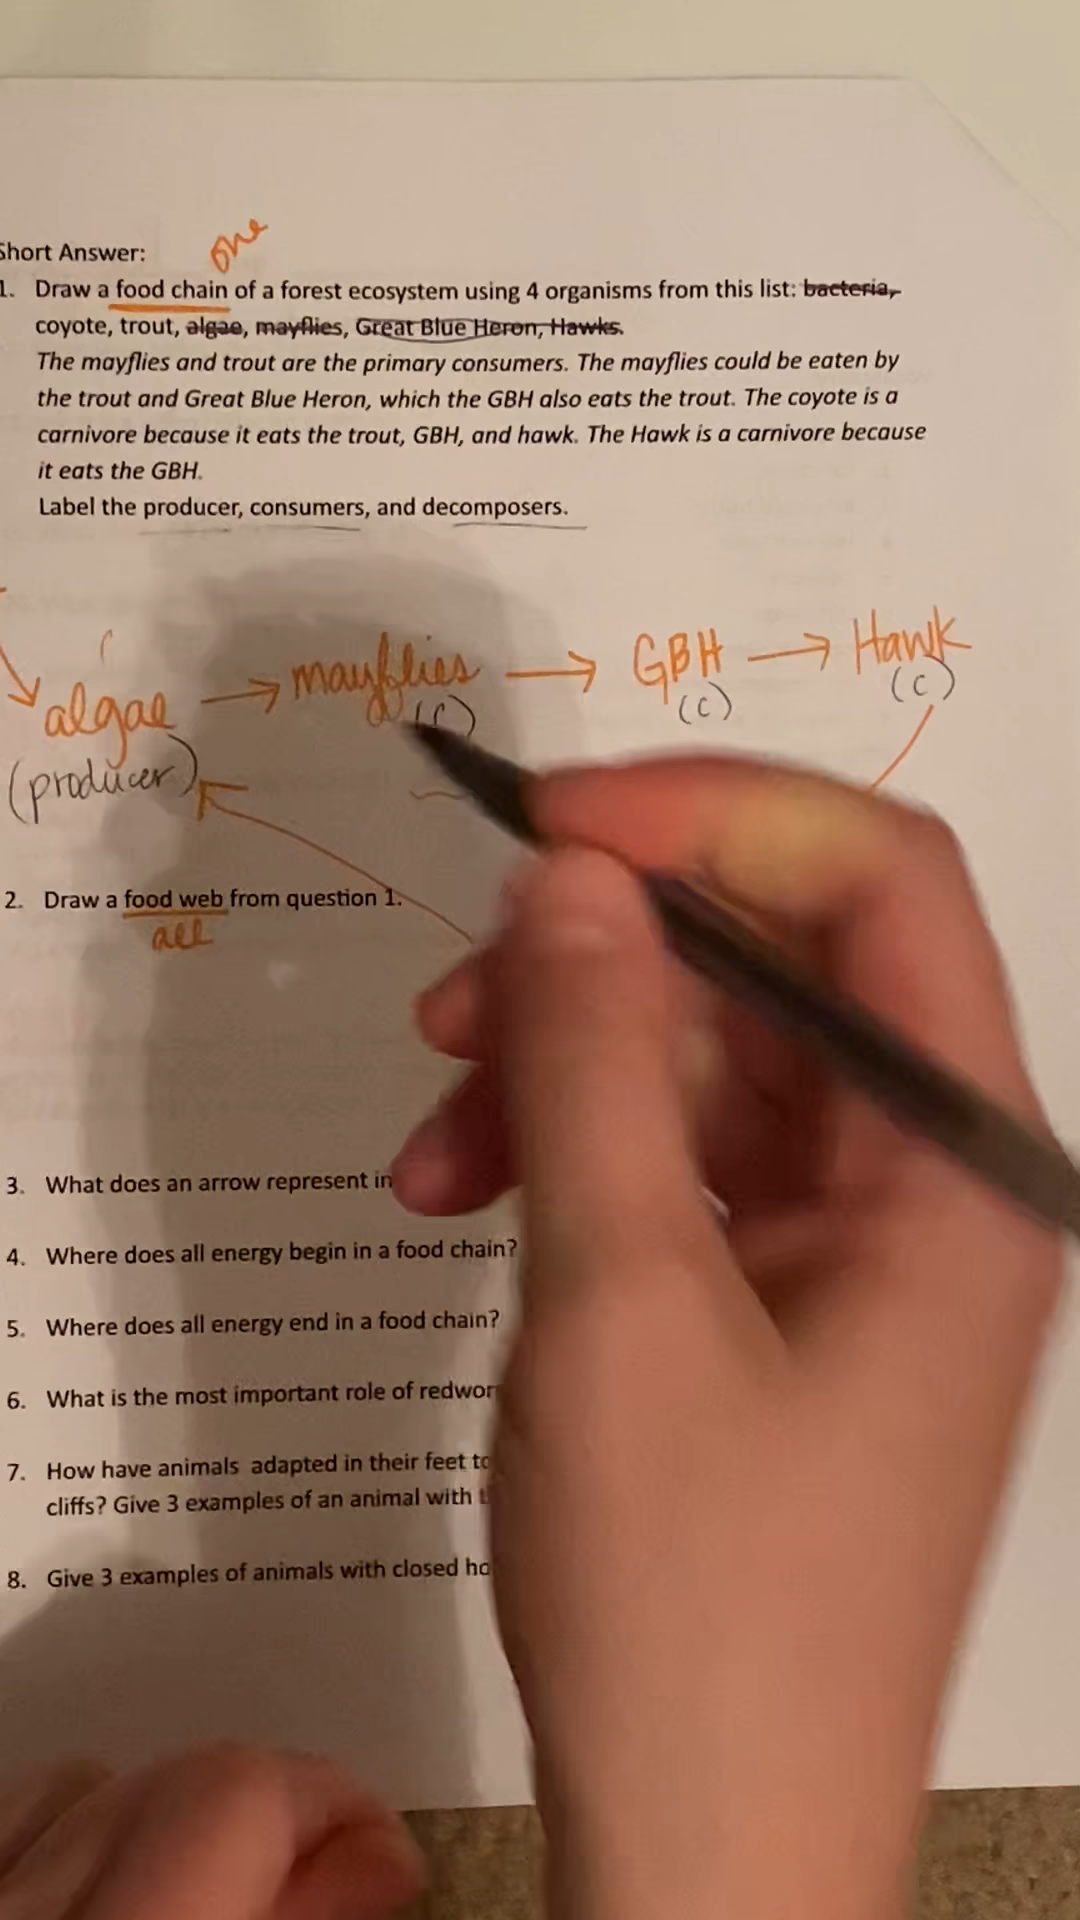 Short Answer:
one
1. Draw a food chain of a forest ecosystem using 4 organisms from this list: bacteria,
coyote, trout, algae, mayflies, Great Blue Heron, Hawks.
The mayflies and trout are the primary consumers. The mayflies could be eaten by
the trout and Great Blue Heron, which the GBH also eats the trout. The coyote is a
carnivore because it eats the trout, GBH, and hawk. The Hawk is a carnivore because
it eats the GBH.
Label the producer, consumers, and decomposers.
algae → mayflies → GBH → Hawk
(producer) (c) (c) (c)
2. Draw a food web from question 1.
all
3. What does an arrow represent in
4. Where does all energy begin in a food chain?
5. Where does all energy end in a food chain?
6. What is the most important role of
7. How have animals adapted in their feet
cliffs? Give 3 examples of an animal with
8. Give 3 examples of animals with closed